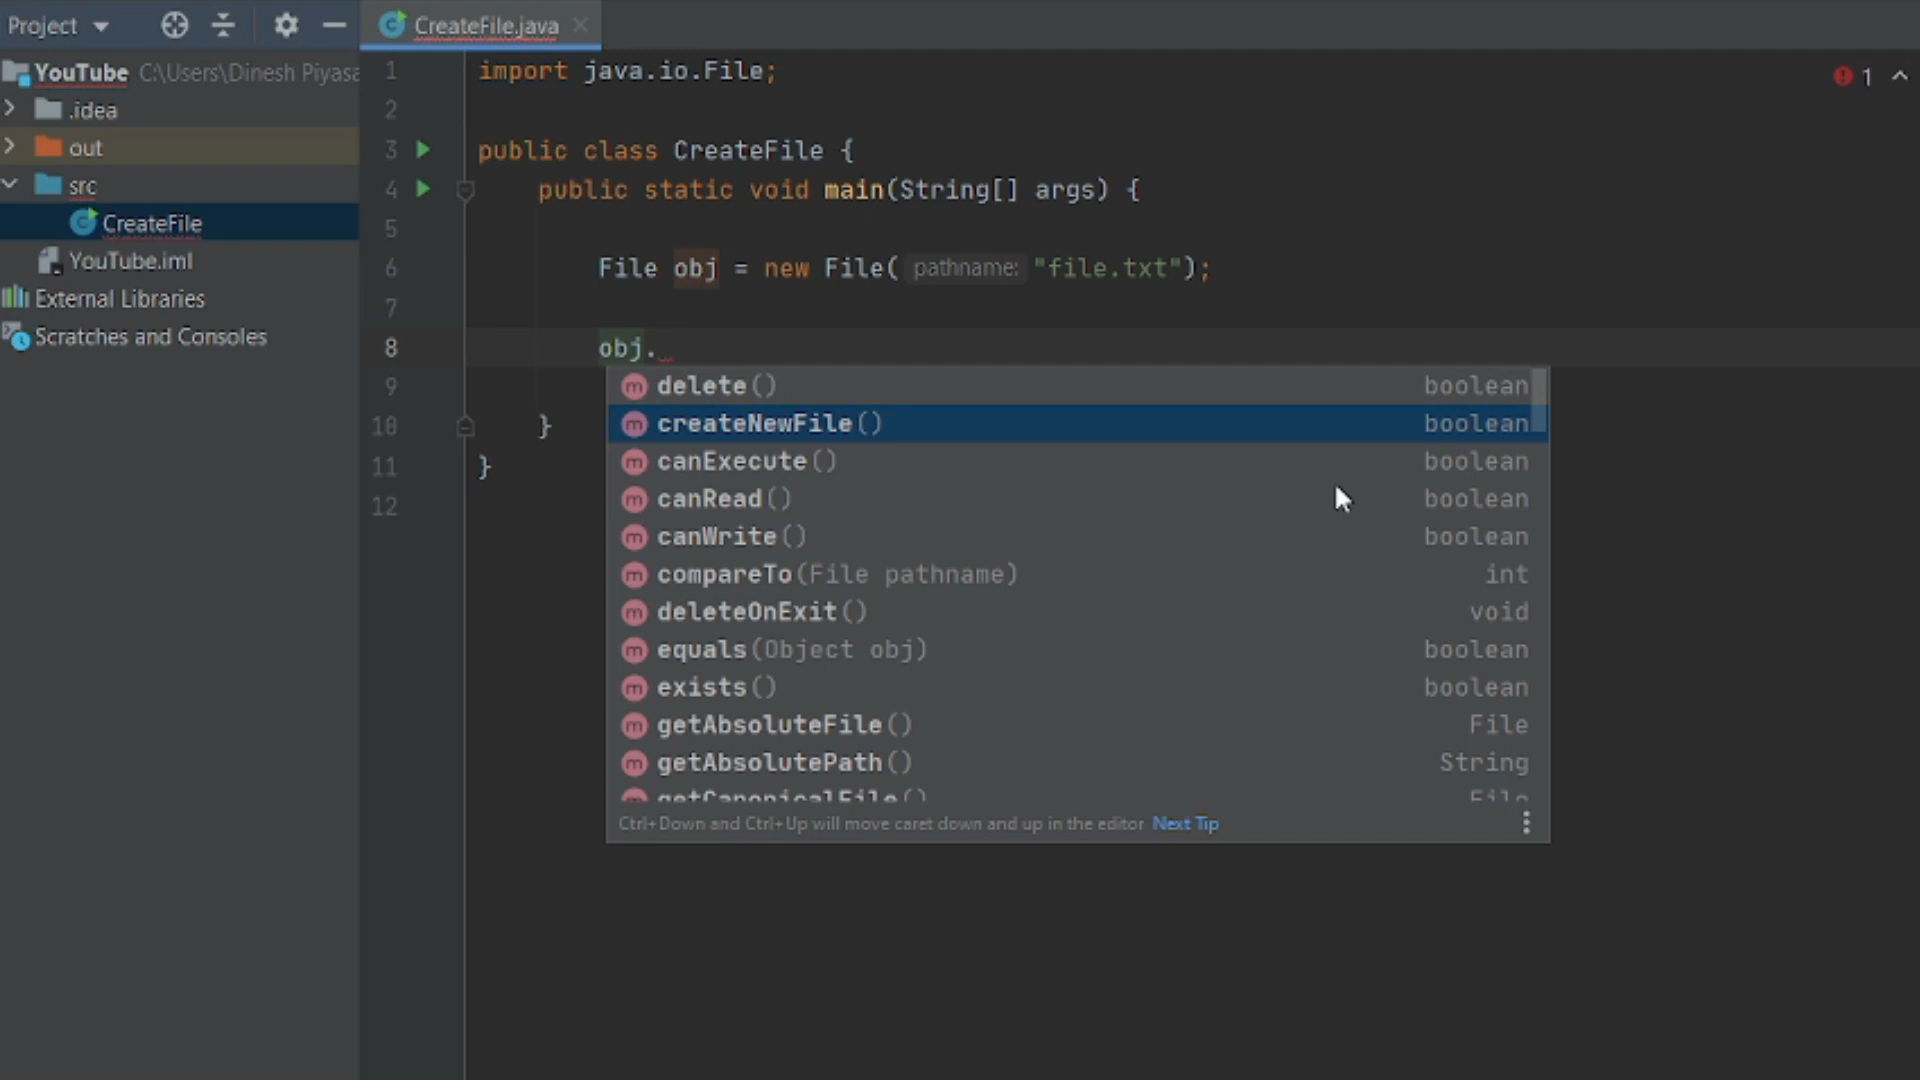 Project
YouTube C:\Users\Dinesh Piyasa
.idea
out
src
CreateFile
YouTube.iml
External Libraries
Scratches and Consoles
CreateFile.java
1
1 import java.io.File;
2
3 public class CreateFile {
4 public static void main(String[] args) {
5
6 File obj = new File( pathname: "file.txt");
7
8 obj.
9
10 }
11 }
12
delete() boolean
createNewFile() boolean
canExecute() boolean
canRead() boolean
canWrite() boolean
compareTo(File pathname) int
deleteOnExit() void
equals(Object obj) boolean
exists() boolean
getAbsoluteFile() File
getAbsolutePath() String
getCanonicalFile() File
Ctrl+Down and Ctrl+Up will move caret down and up in the editor Next Tip